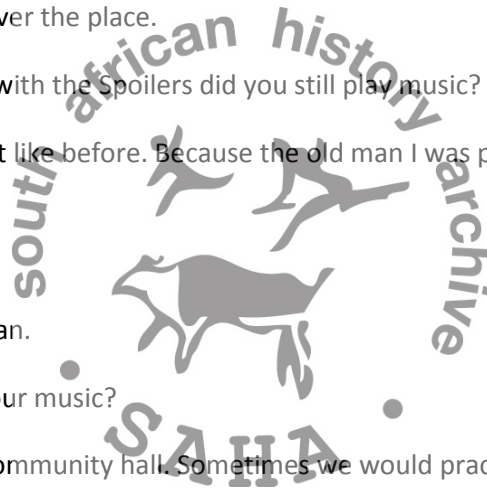 ver the place.
with the Spoilers did you still play music?
t like before. Because the old man I was p
an.
our music?
ommunity hall. Sometimes we would prac
south african history archive
SAHA